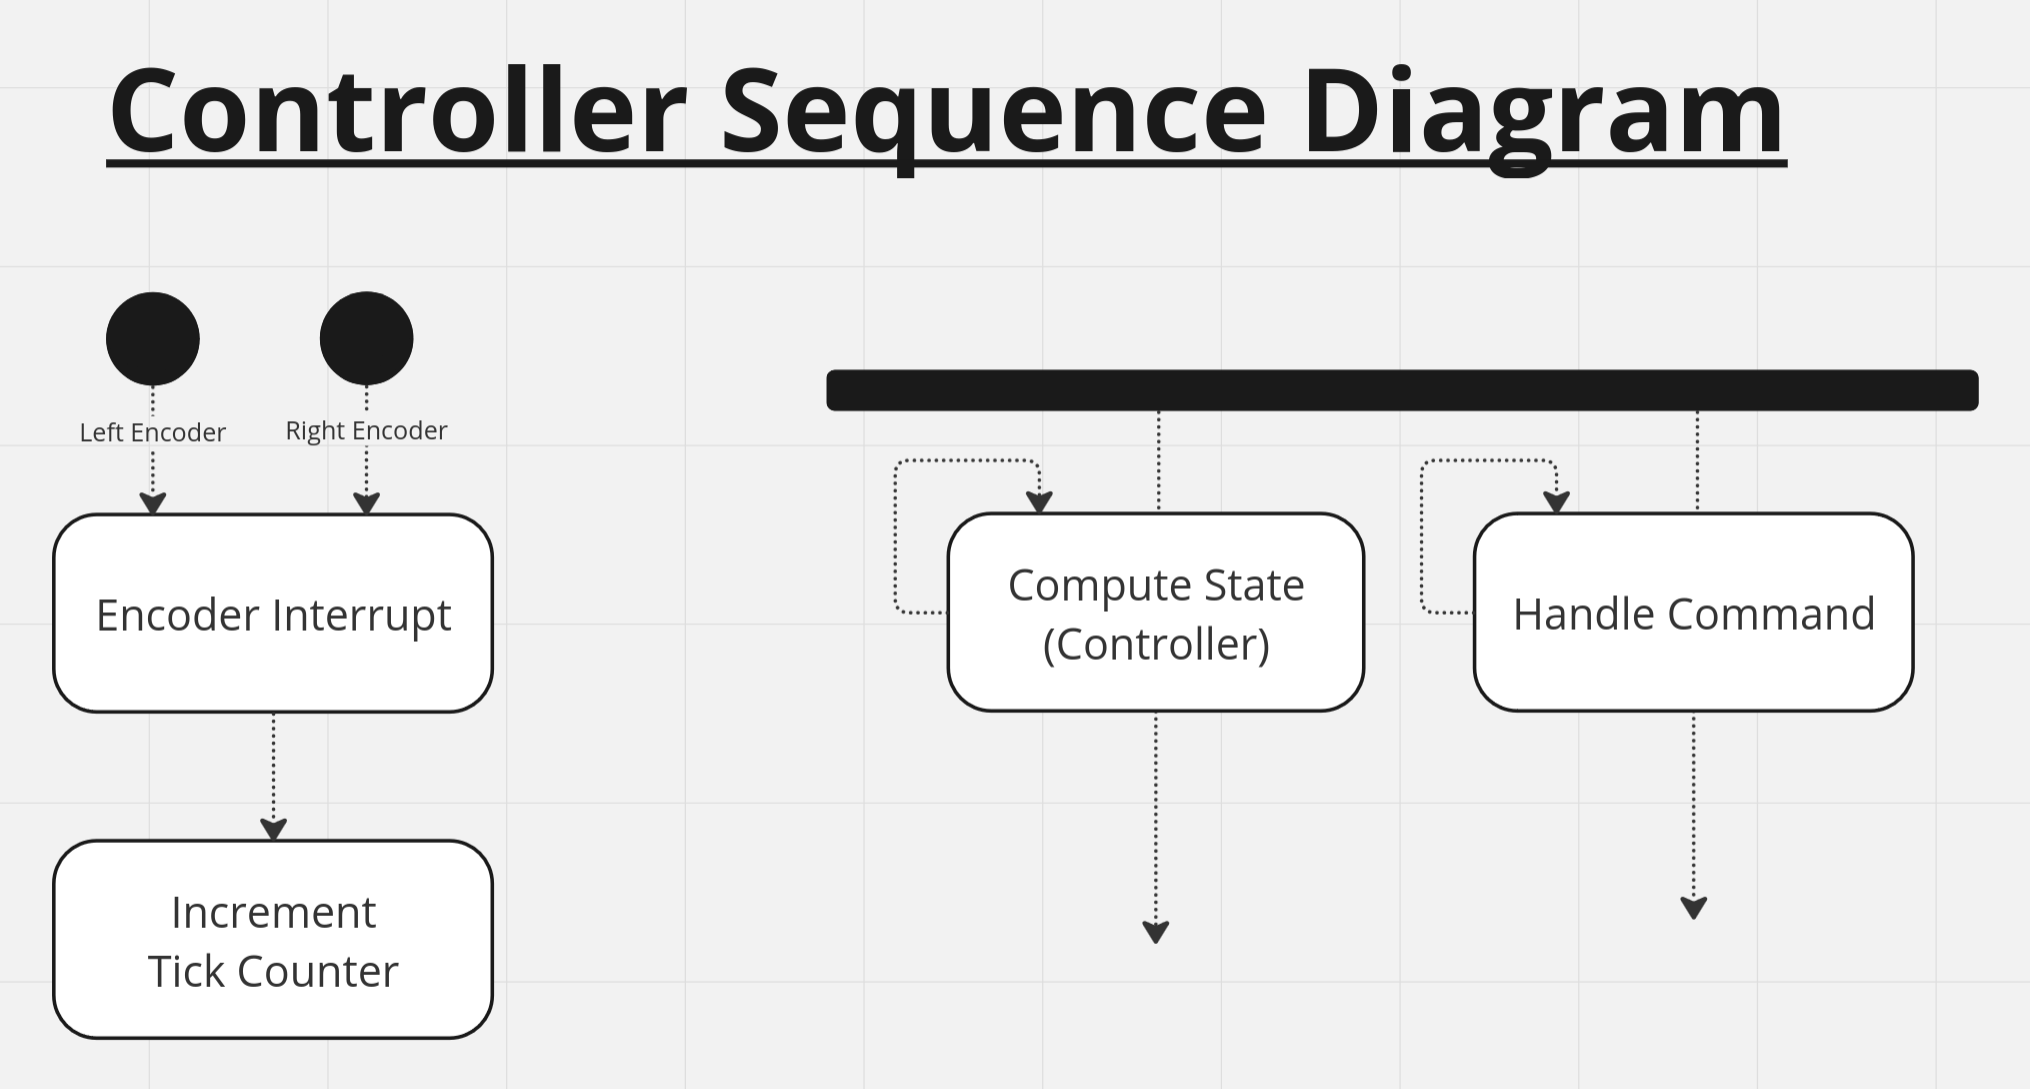 Controller Sequence Diagram
Left Encoder
Right Encoder
Encoder Interrupt
Increment
Tick Counter
Compute State
(Controller)
Handle Command